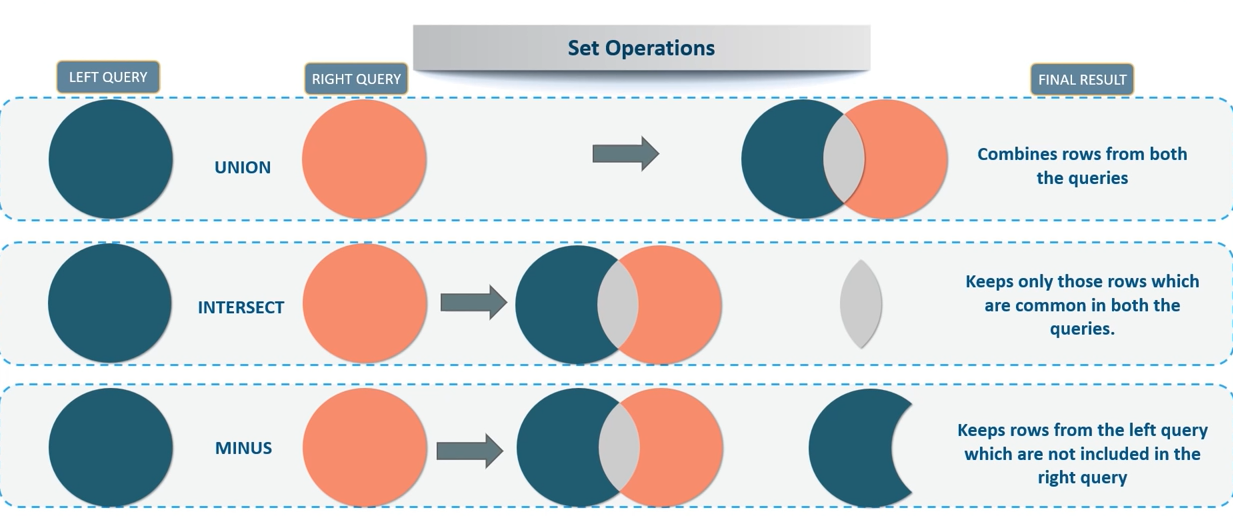 Set Operations
LEFT QUERY
RIGHT QUERY
FINAL RESULT
UNION
Combines rows from both
the queries
INTERSECT
Keeps only those rows which
are common in both the
queries.
MINUS
Keeps rows from the left query
which are not included in the
right query